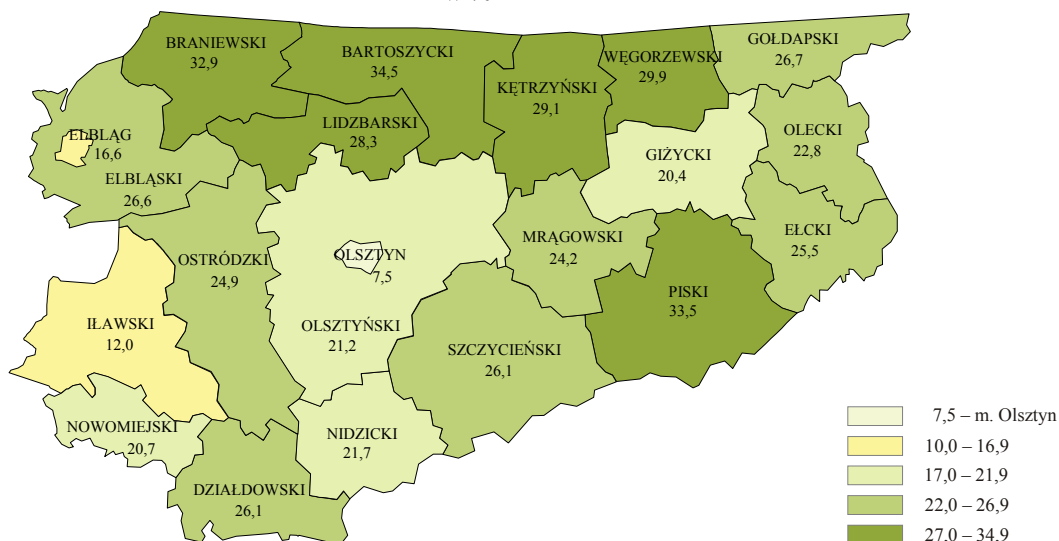 BRANIEWSKI
32,9
BARTOSZYCKI
34,5
KĘTRZYŃSKI
29,1
WĘGORZEWSKI
29,9
GOŁDAPSKI
26,7
ELBLĄG
16,6
ELBLĄSKI
26,6
LIDZBARSKI
28,3
GIŻYCKI
20,4
OLECKI
22,8
OSTRÓDZKI
24,9
OLSZTYN
7,5
MRĄGOWSKI
24,2
EŁCKI
25,5
IŁAWSKI
12,0
OLSZTYŃSKI
21,2
SZCZYCIEŃSKI
26,1
PISKI
33,5
NOWOMIEJSKI
20,7
NIDZICKI
21,7
DZIAŁDOWSKI
26,1
7,5 – m. Olsztyn
10,0 – 16,9
17,0 – 21,9
22,0 – 26,9
27,0 – 34,9